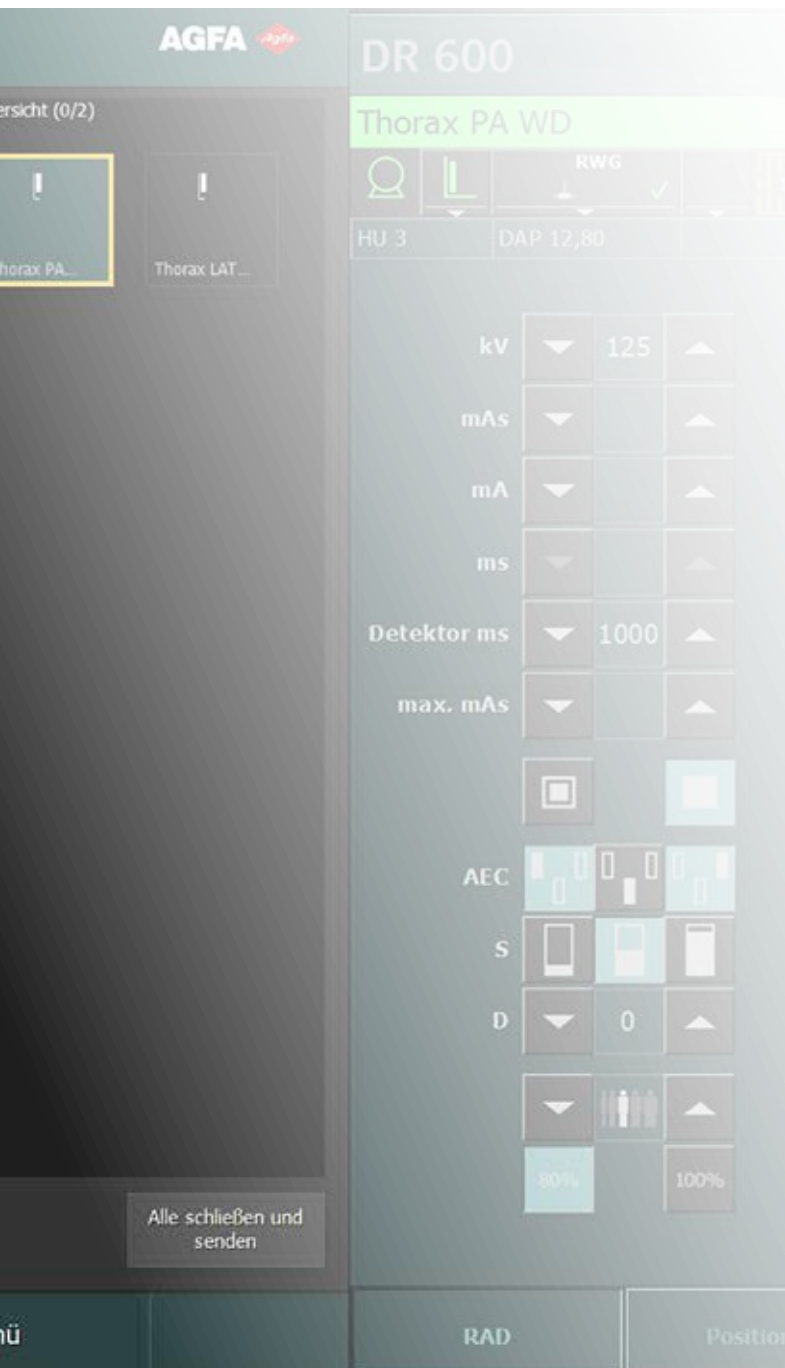 AGFA Agfa
ersicht (0/2)
horax PA...
Thorax LAT...
Alle schließen und
senden
nü
DR 600
Thorax PA WD
RWG
HU 3 DAP 12,80
kV 125
mAs
mA
ms
Detektor ms 1000
max. mAs
AEC
S
D 0
80% 100%
RAD Position